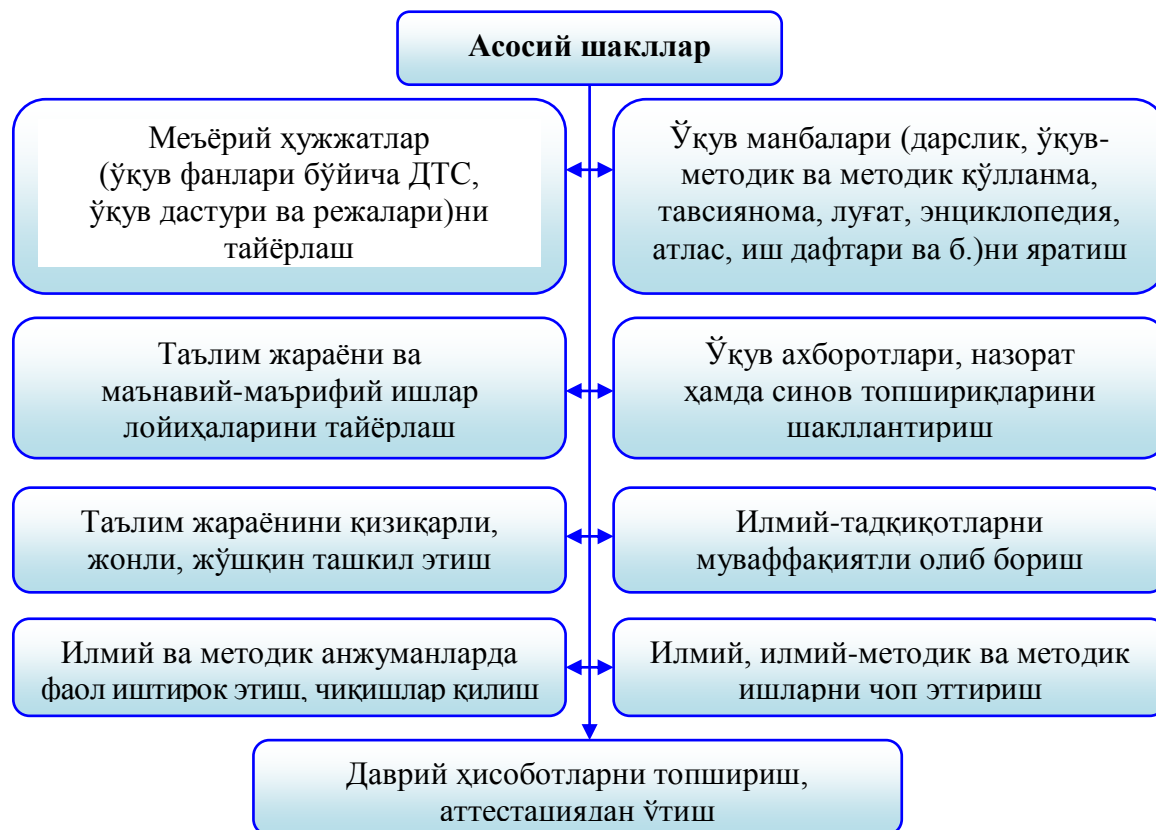 Асосий шакллар
Меъёрий ҳужжатлар
(ўқув фанлари бўйича ДТС,
ўқув дастури ва режалари)ни
тайёрлаш
Ўқув манбалари (дарслик, ўқув-
методик ва методик қўлланма,
тавсиянома, луғат, энциклопедия,
атлас, иш дафтари ва б.)ни яратиш
Таълим жараёни ва
маънавий-маърифий ишлар
лойиҳаларини тайёрлаш
Ўқув ахборотлари, назорат
ҳамда синов топшириқларини
шакллантириш
Таълим жараёнини қизиқарли,
жонли, жўшқин ташкил этиш
Илмий-тадқиқотларни
муваффақиятли олиб бориш
Илмий ва методик анжуманларда
фаол иштирок этиш, чиқишлар қилиш
Илмий, илмий-методик ва методик
ишларни чоп эттириш
Даврий ҳисоботларни топшириш,
аттестациядан ўтиш